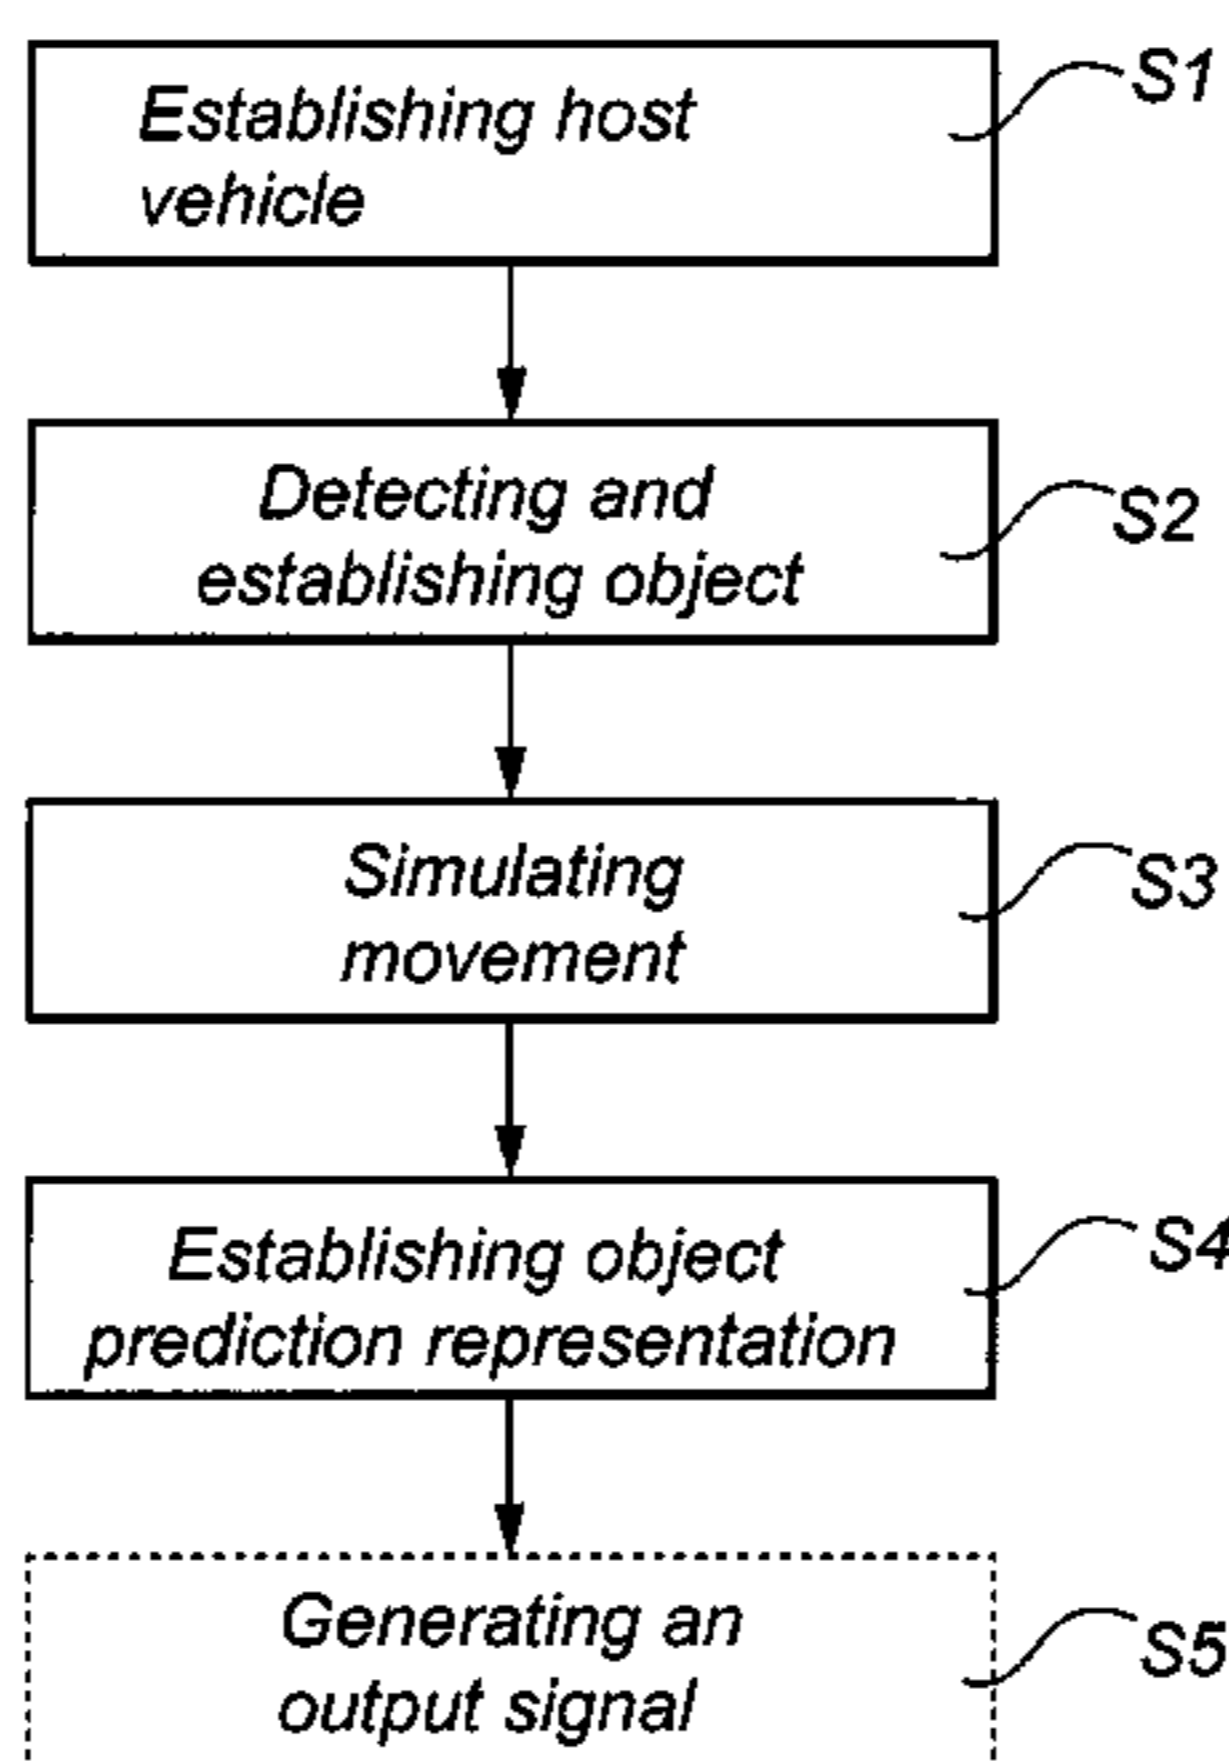 Establishing host
vehicle
S1
Detecting and
establishing object
S2
Simulating
movement
S3
Establishing object
prediction representation
S4
Generating an
output signal
S5